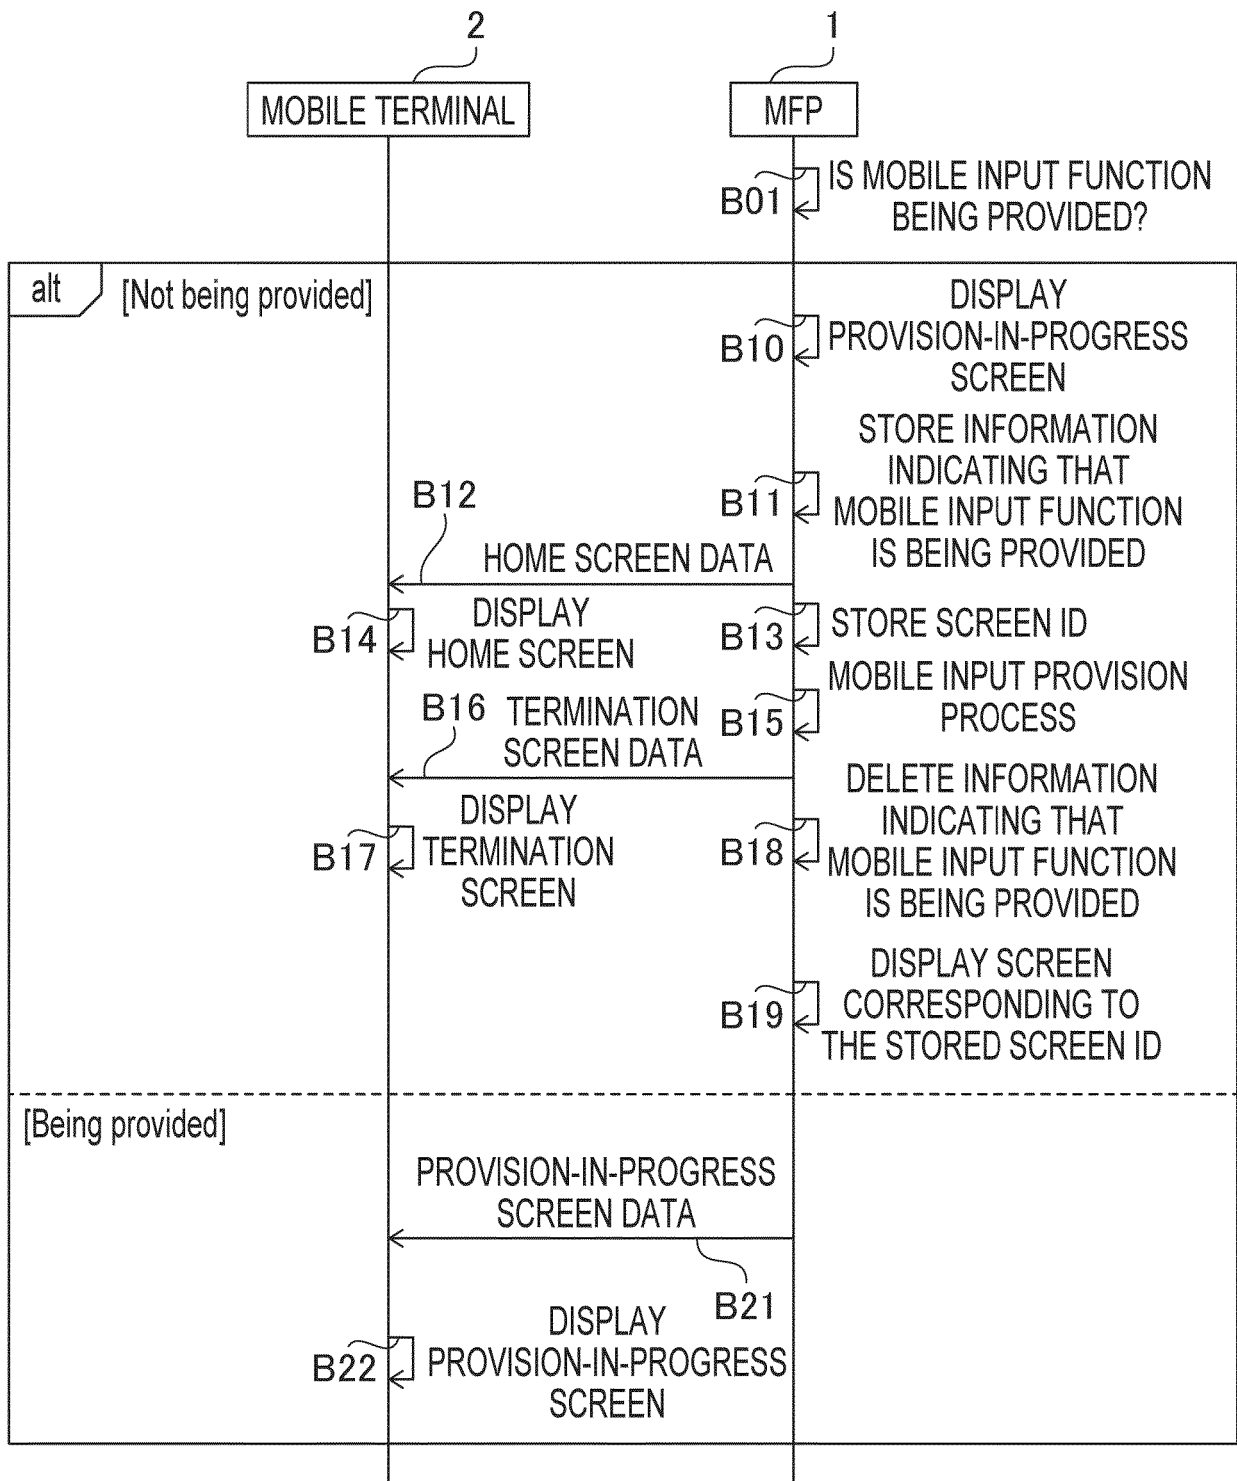 2
1
MOBILE TERMINAL
MFP
B01
IS MOBILE INPUT FUNCTION
BEING PROVIDED?
alt
[Not being provided]
B10
DISPLAY
PROVISION-IN-PROGRESS
SCREEN
B11
STORE INFORMATION
INDICATING THAT
MOBILE INPUT FUNCTION
IS BEING PROVIDED
B12
HOME SCREEN DATA
B13
STORE SCREEN ID
B14
DISPLAY
HOME SCREEN
B15
MOBILE INPUT PROVISION
PROCESS
B16
TERMINATION
SCREEN DATA
B17
DISPLAY
TERMINATION
SCREEN
B18
DELETE INFORMATION
INDICATING THAT
MOBILE INPUT FUNCTION
IS BEING PROVIDED
B19
DISPLAY SCREEN
CORRESPONDING TO
THE STORED SCREEN ID
[Being provided]
PROVISION-IN-PROGRESS
SCREEN DATA
B21
B22
DISPLAY
PROVISION-IN-PROGRESS
SCREEN